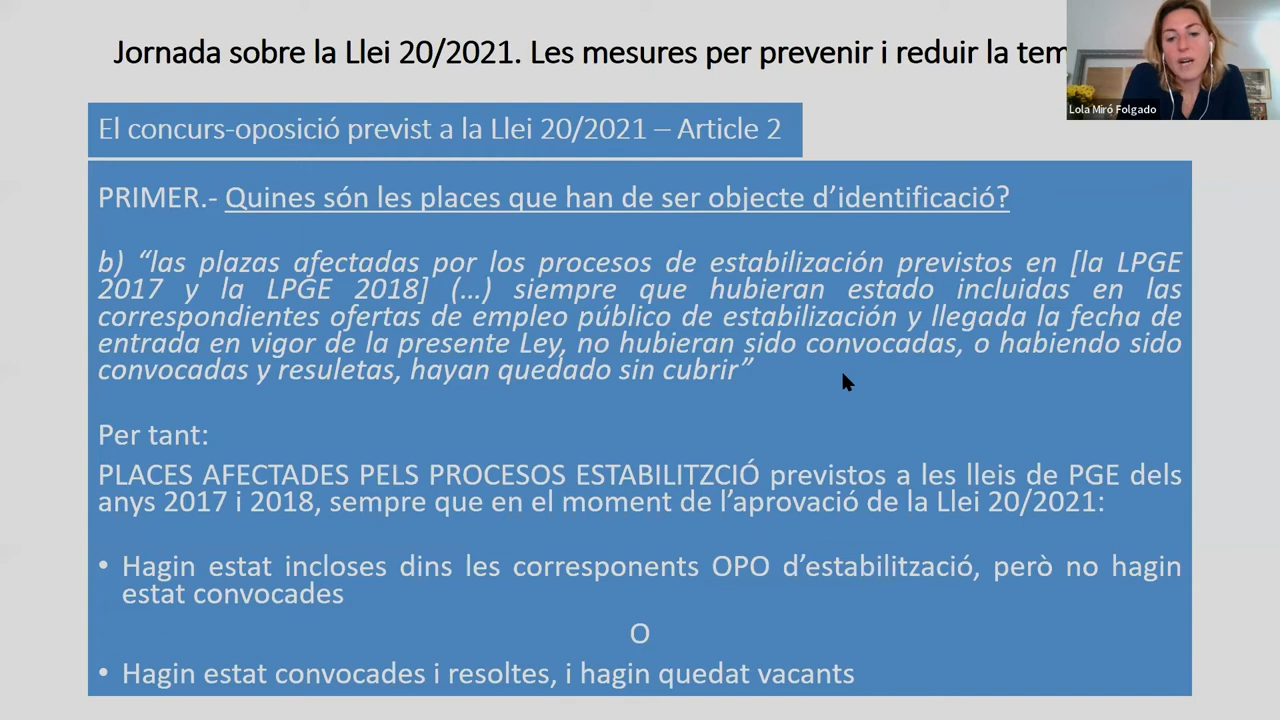 Jornada sobre la Llei 20/2021. Les mesures per prevenir i reduir la tem
Lola Miró Folgado
El concurs-oposició previst a la Llei 20/2021 – Article 2
PRIMER.- Quines són les places que han de ser objecte d’identificació?
b) “las plazas afectadas por los procesos de estabilización previstos en [la LPGE
2017 y la LPGE 2018] (…) siempre que hubieran estado incluidas en las
correspondientes ofertas de empleo público de estabilización y llegada la fecha de
entrada en vigor de la presente Ley, no hubieran sido convocadas, o habiendo sido
convocadas y resuletas, hayan quedado sin cubrir”
Per tant:
PLACES AFECTADES PELS PROCESOS ESTABILITZCIÓ previstos a les lleis de PGE dels
anys 2017 i 2018, sempre que en el moment de l’aprovació de la Llei 20/2021:
• Hagin estat incloses dins les corresponents OPO d’estabilització, però no hagin
estat convocades
O
• Hagin estat convocades i resoltes, i hagin quedat vacants